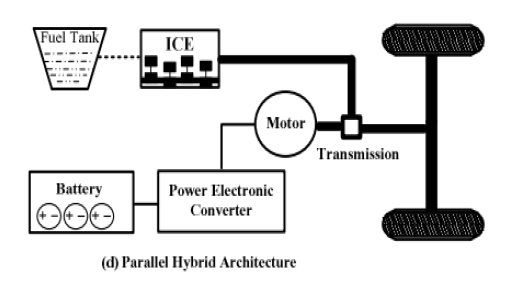 Fuel Tank
ICE
Motor
Transmission
Battery
+ - + - + -
Power Electronic
Converter
(d) Parallel Hybrid Architecture